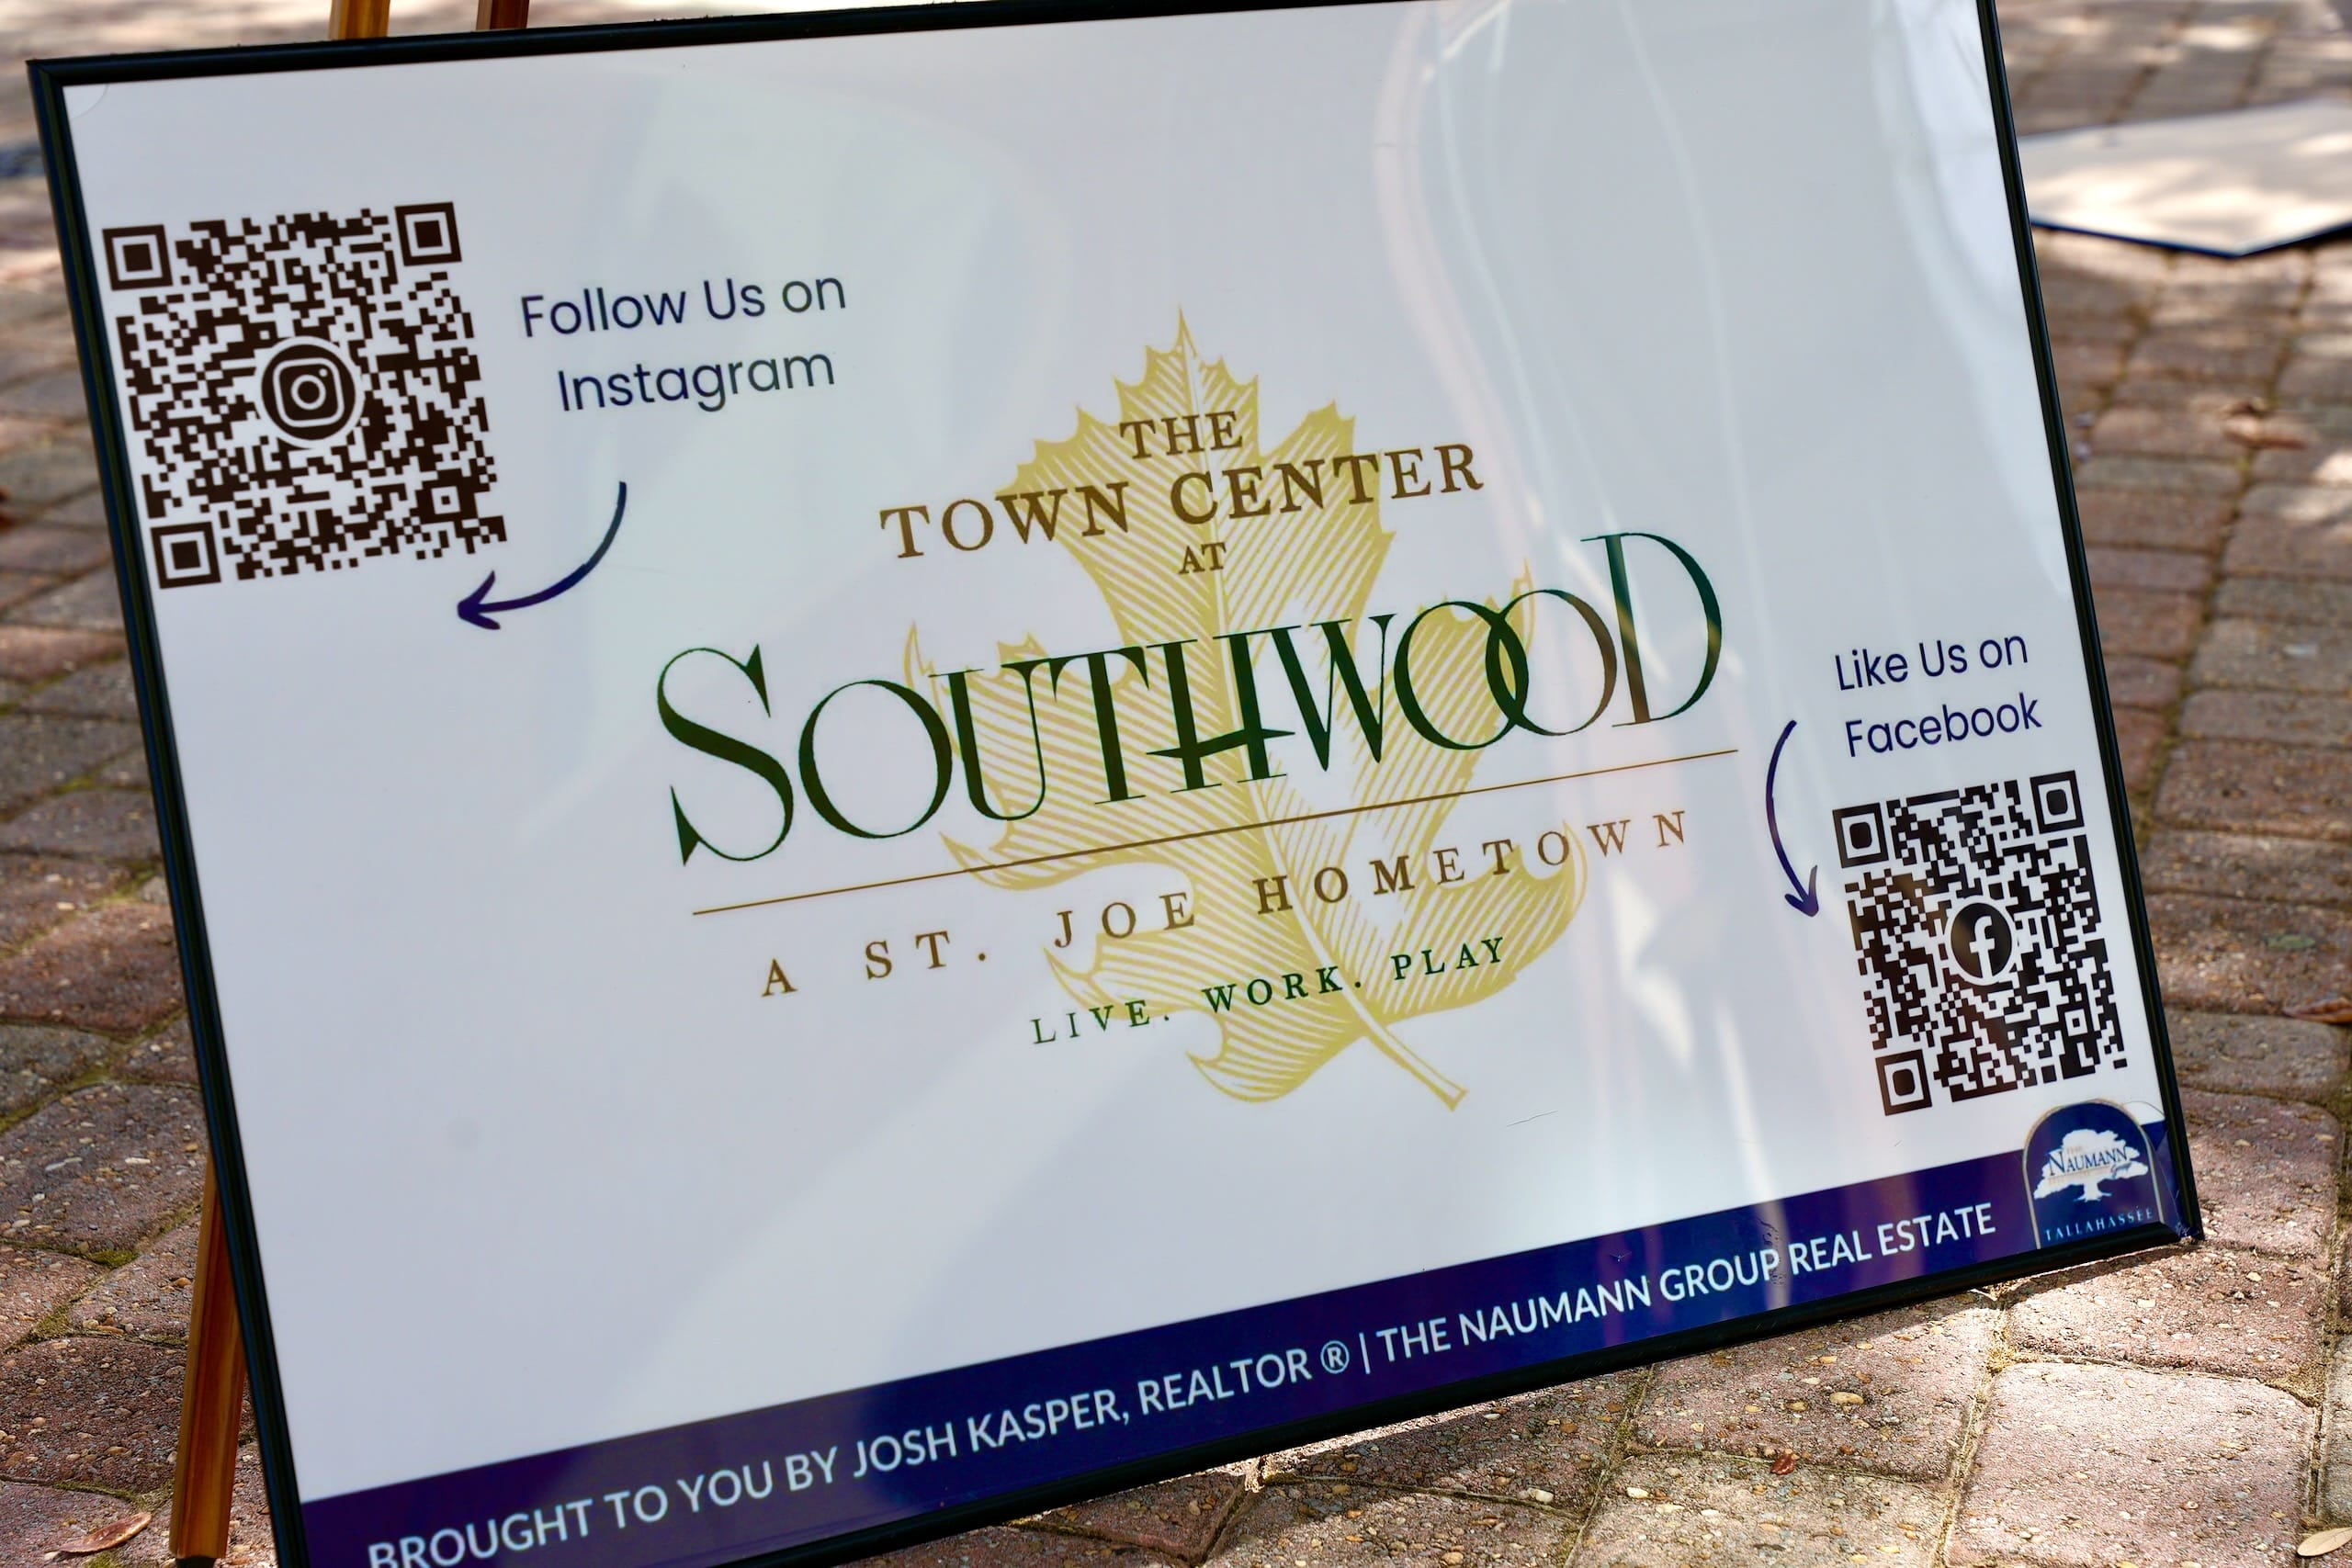 Follow Us on
Instagram
THE
TOWN CENTER
AT
SOUTHWOOD
A ST. JOE HOMETOWN
LIVE. WORK. PLAY
Like Us on
Facebook
NAUMANN
TALLAHASSEE
BROUGHT TO YOU BY JOSH KASPER, REALTOR ® | THE NAUMANN GROUP REAL ESTATE